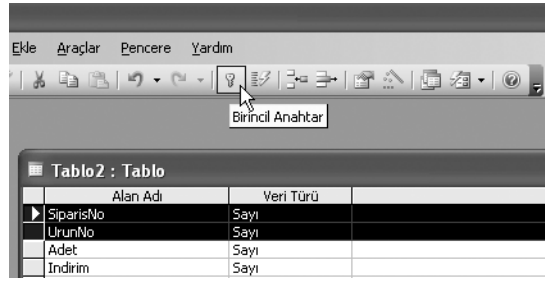 Ekle Araçlar Pencere Yardım
Birincil Anahtar
Tablo2 : Tablo
Alan Adı Veri Türü
SiparisNo Sayı
UrunNo Sayı
Adet Sayı
Indirim Sayı